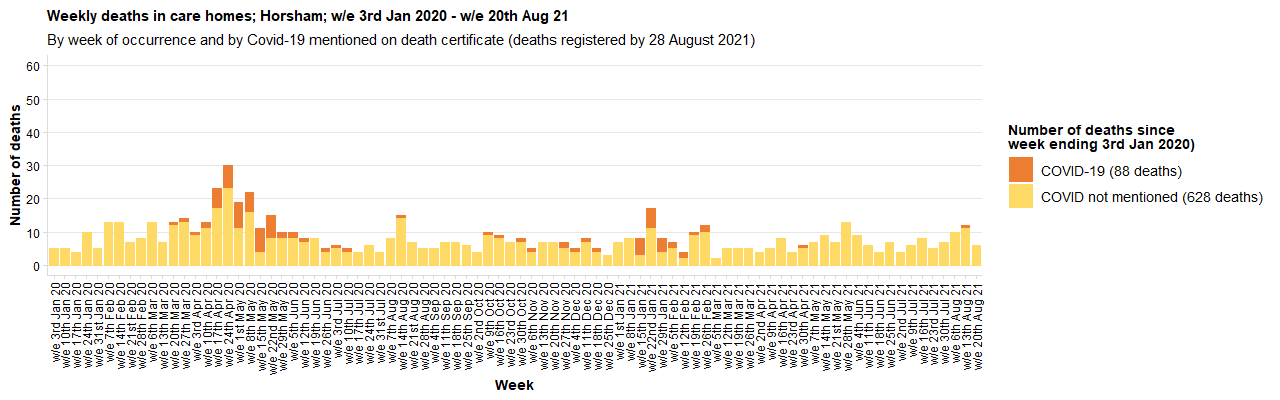 Weekly deaths in care homes; Horsham; w/e 3rd Jan 2020 - w/e 20th Aug 21
By week of occurrence and by Covid-19 mentioned on death certificate (deaths registered by 28 August 2021)
Number of deaths
60
50
40
30
20
10
0
w/e 3rd Jan 20
w/e 10th Jan 20
w/e 17th Jan 20
w/e 24th Jan 20
w/e 31st Jan 20
w/e 7th Feb 20
w/e 14th Feb 20
w/e 21st Feb 20
w/e 28th Feb 20
w/e 6th Mar 20
w/e 13th Mar 20
w/e 20th Mar 20
w/e 27th Mar 20
w/e 3rd Apr 20
w/e 10th Apr 20
w/e 17th Apr 20
w/e 24th Apr 20
w/e 1st May 20
w/e 8th May 20
w/e 15th May 20
w/e 22nd May 20
w/e 29th May 20
w/e 5th Jun 20
w/e 12th Jun 20
w/e 19th Jun 20
w/e 26th Jun 20
w/e 3rd Jul 20
w/e 10th Jul 20
w/e 17th Jul 20
w/e 24th Jul 20
w/e 31st Jul 20
w/e 7th Aug 20
w/e 14th Aug 20
w/e 21st Aug 20
w/e 28th Aug 20
w/e 4th Sep 20
w/e 11th Sep 20
w/e 18th Sep 20
w/e 25th Sep 20
w/e 2nd Oct 20
w/e 9th Oct 20
w/e 16th Oct 20
w/e 23rd Oct 20
w/e 30th Oct 20
w/e 6th Nov 20
w/e 13th Nov 20
w/e 20th Nov 20
w/e 27th Nov 20
w/e 4th Dec 20
w/e 11th Dec 20
w/e 18th Dec 20
w/e 25th Dec 20
w/e 1st Jan 21
w/e 8th Jan 21
w/e 15th Jan 21
w/e 22nd Jan 21
w/e 29th Jan 21
w/e 5th Feb 21
w/e 12th Feb 21
w/e 19th Feb 21
w/e 26th Feb 21
w/e 5th Mar 21
w/e 12th Mar 21
w/e 19th Mar 21
w/e 26th Mar 21
w/e 2nd Apr 21
w/e 9th Apr 21
w/e 16th Apr 21
w/e 23rd Apr 21
w/e 30th Apr 21
w/e 7th May 21
w/e 14th May 21
w/e 21st May 21
w/e 28th May 21
w/e 4th Jun 21
w/e 11th Jun 21
w/e 18th Jun 21
w/e 25th Jun 21
w/e 2nd Jul 21
w/e 9th Jul 21
w/e 16th Jul 21
w/e 23rd Jul 21
w/e 30th Jul 21
w/e 6th Aug 21
w/e 13th Aug 21
w/e 20th Aug 21
Week
Number of deaths since
week ending 3rd Jan 2020)
COVID-19 (88 deaths)
COVID not mentioned (628 deaths)